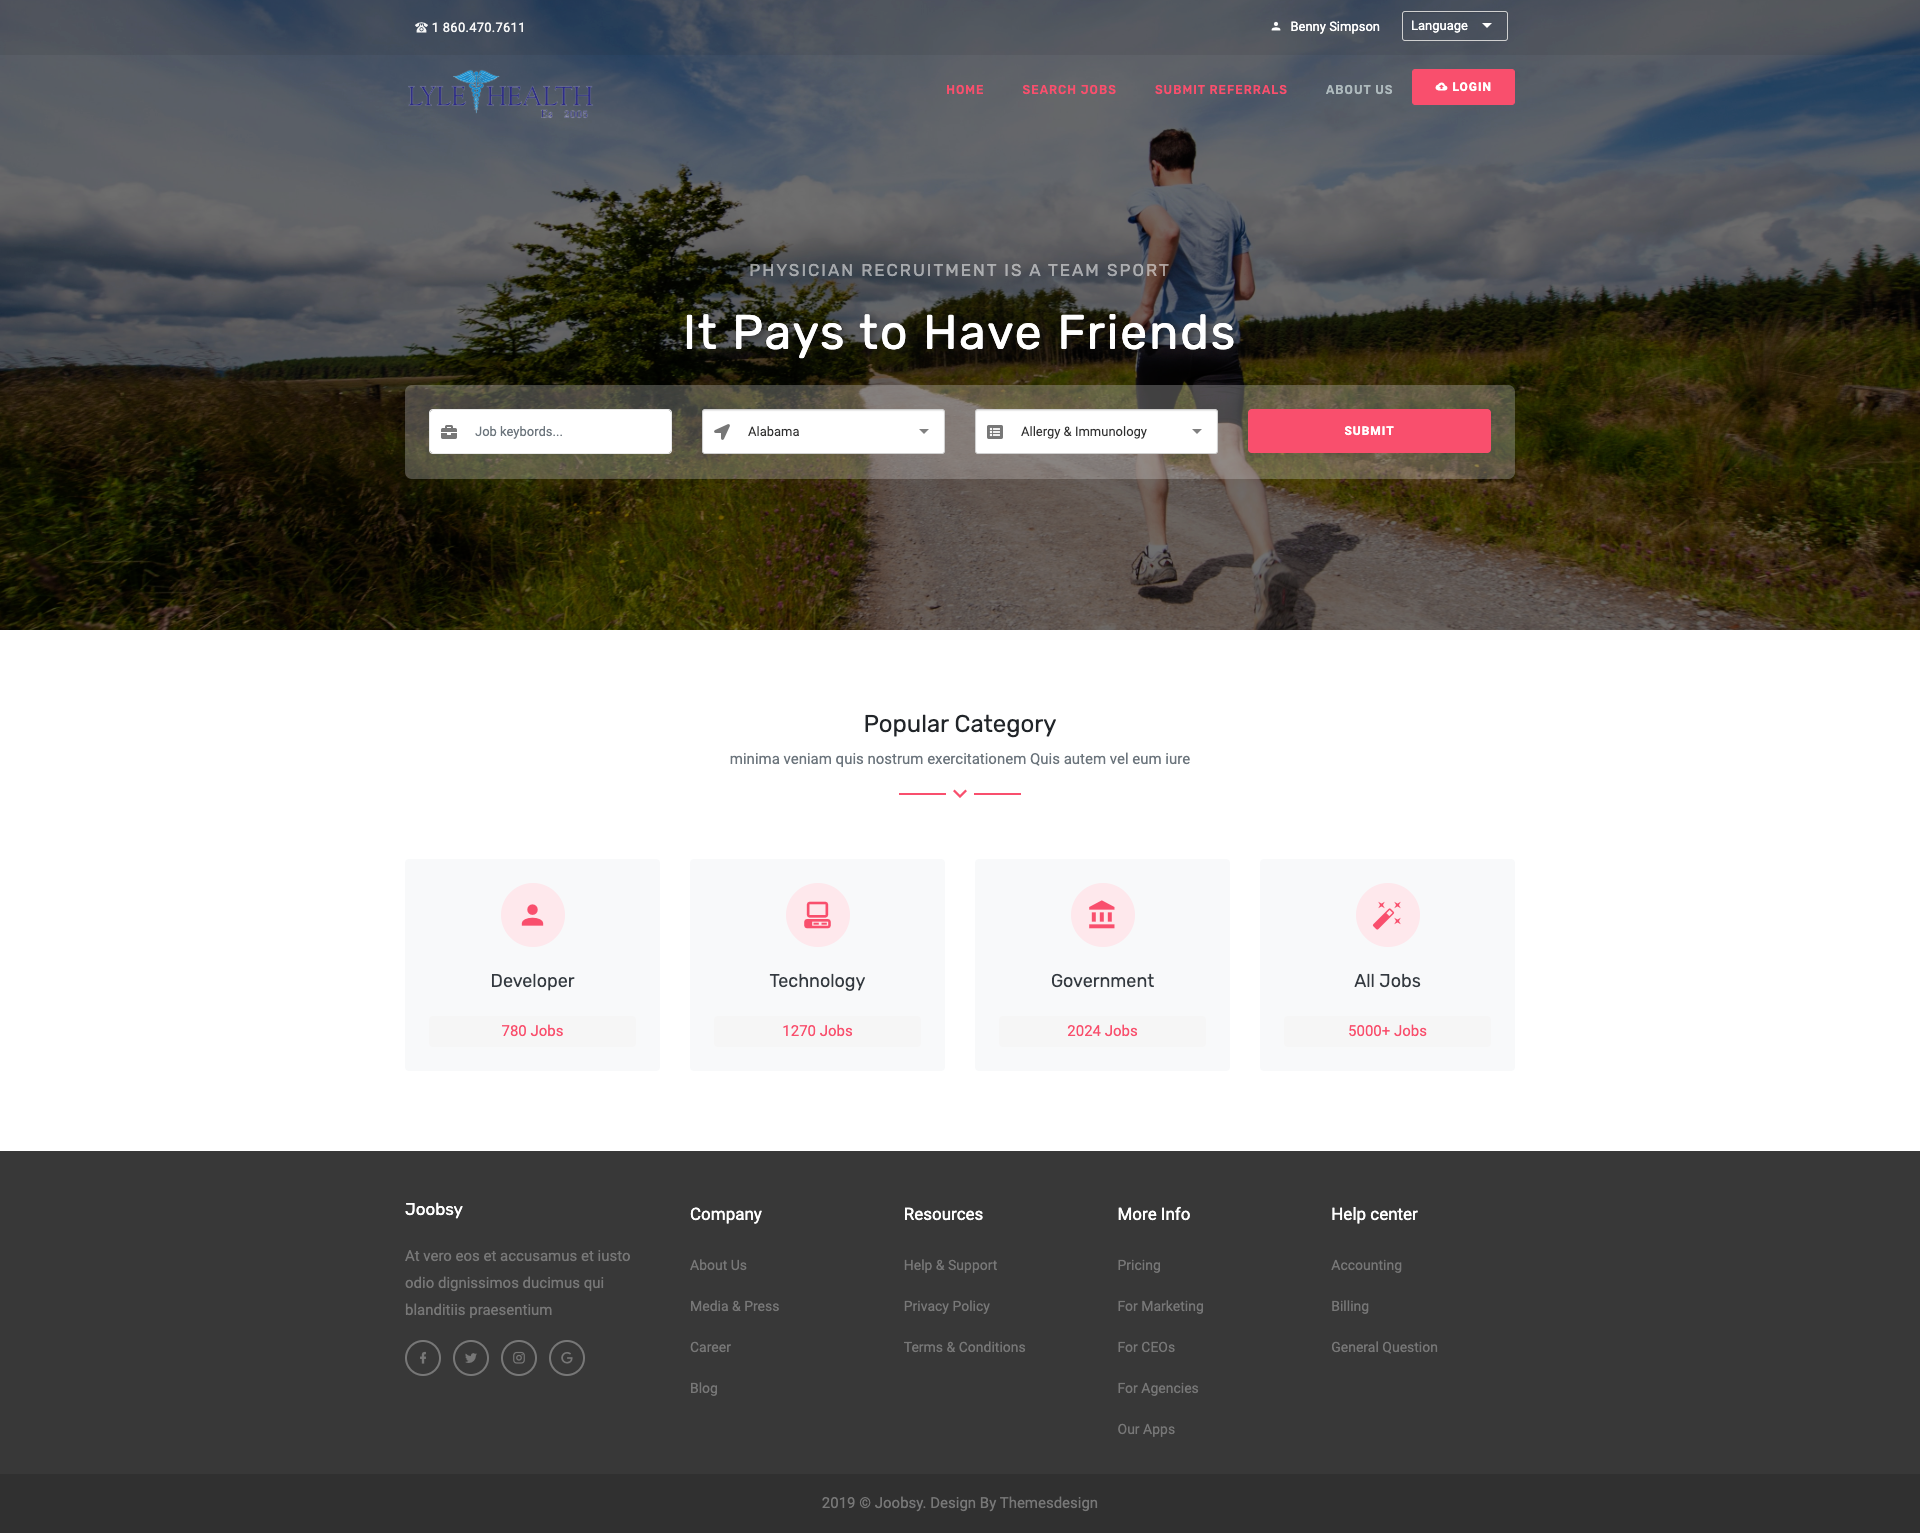 ☎ 1 860.470.7611
Benny Simpson
Language
LYLE HEALTH
HOME
SEARCH JOBS
SUBMIT REFERRALS
ABOUT US
LOGIN
PHYSICIAN RECRUITMENT IS A TEAM SPORT
It Pays to Have Friends
Job keybords...
Alabama
Allergy & Immunology
SUBMIT
Popular Category
minima veniam quis nostrum exercitationem Quis autem vel eum iure
Developer
780 Jobs
Technology
1270 Jobs
Government
2024 Jobs
All Jobs
5000+ Jobs
Joobsy
At vero eos et accusamus et iusto
odio dignissimos ducimus qui
blanditiis praesentium
Company
About Us
Media & Press
Career
Blog
Resources
Help & Support
Privacy Policy
Terms & Conditions
More Info
Pricing
For Marketing
For CEOs
For Agencies
Our Apps
Help center
Accounting
Billing
General Question
2019 © Joobsy. Design By Themesdesign